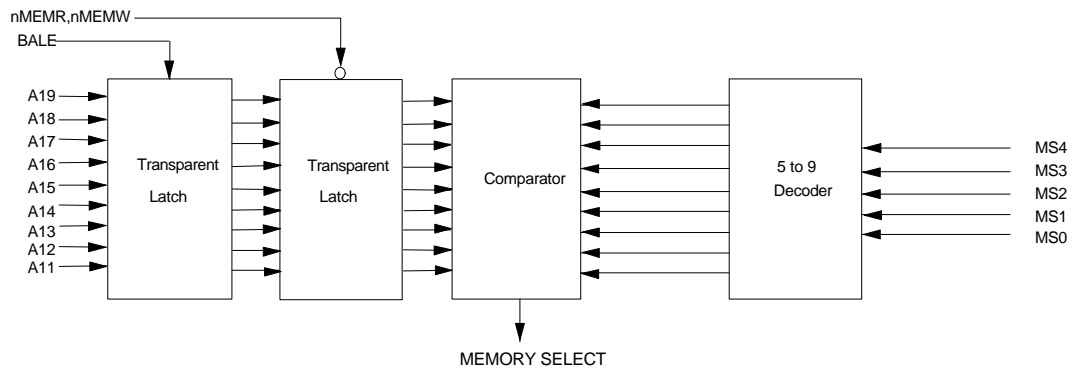 nMEMR,nMEMW
BALE
A19
A18
A17
A16
A15
A14
A13
A12
A11
Transparent
Latch
Transparent
Latch
Comparator
5 to 9
Decoder
MS4
MS3
MS2
MS1
MS0
MEMORY SELECT